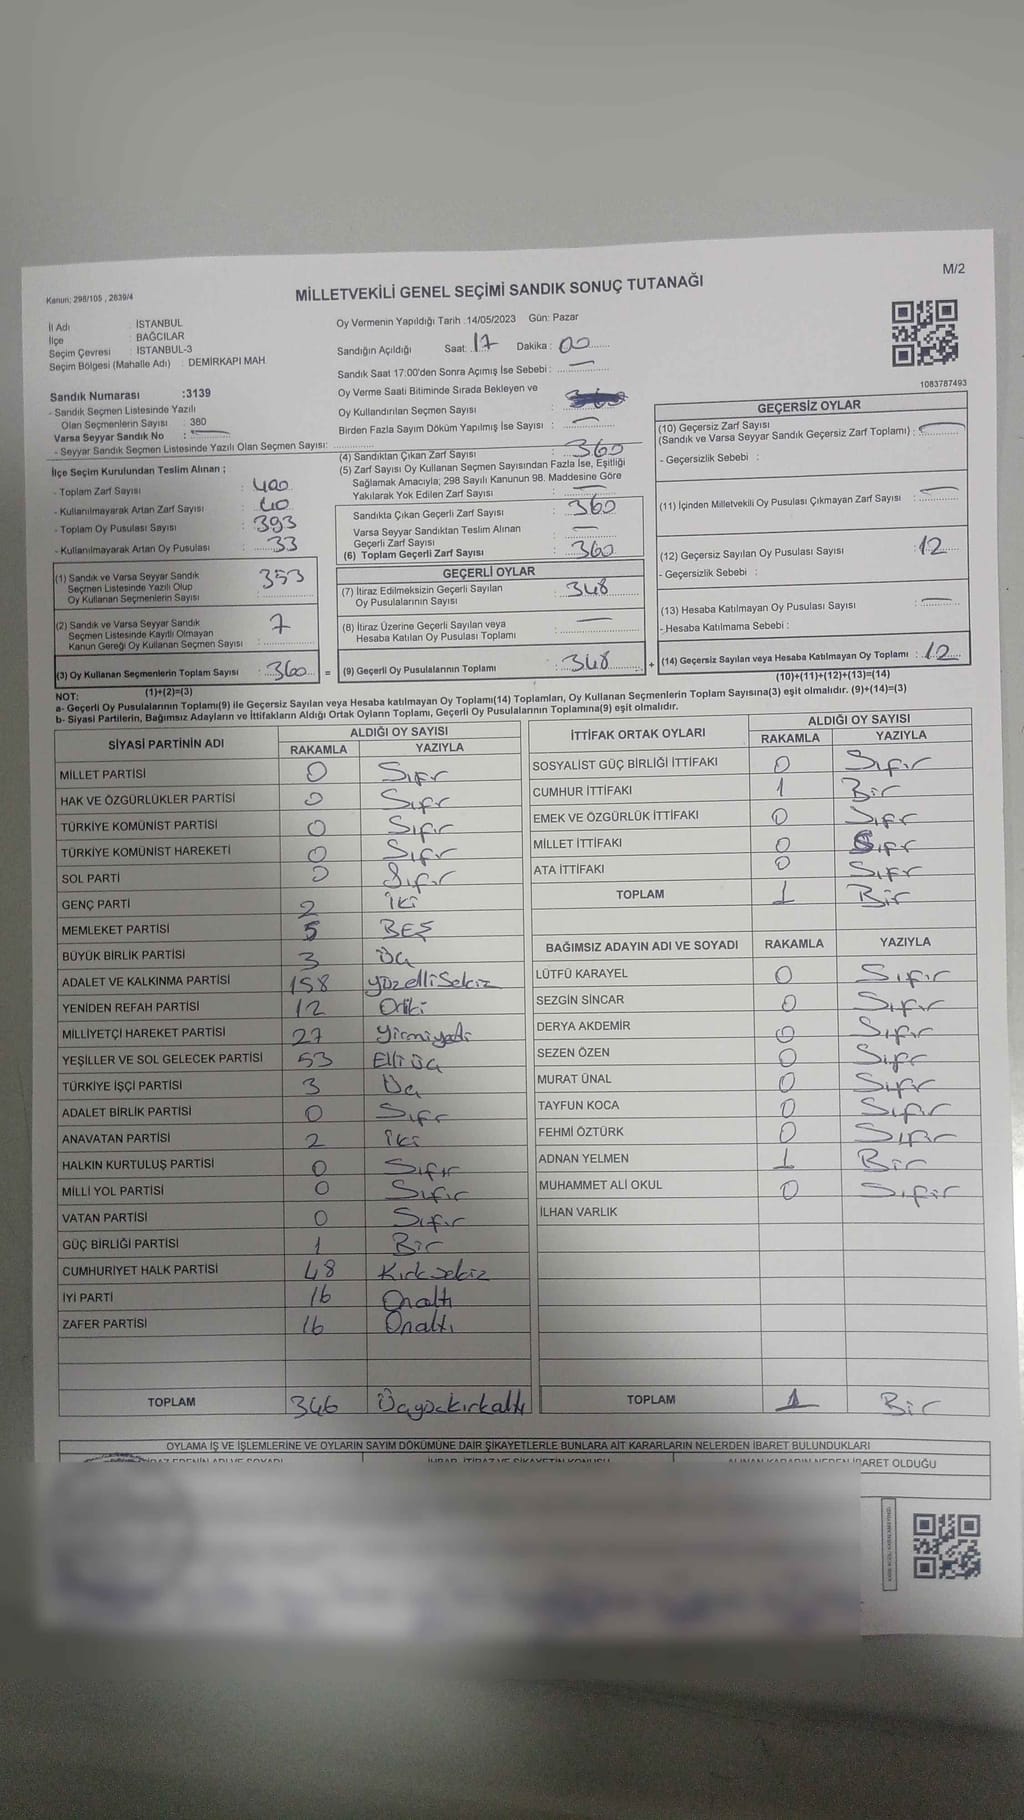 M/2
Kanun: 298/105 , 2839/4
MİLLETVEKİLİ GENEL SEÇİMİ SANDIK SONUÇ TUTANAĞI
İl Adı : İSTANBUL
İlçe : BAĞCILAR
Seçim Çevresi : İSTANBUL-3
Seçim Bölgesi (Mahalle Adı) : DEMİRKAPI MAH.
Sandık Numarası :3139
- Sandık Seçmen Listesinde Yazılı
Olan Seçmenlerin Sayısı : 380
Varsa Seyyar Sandık No :
- Seyyar Sandık Seçmen Listesinde Yazılı Olan Seçmen Sayısı:
İlçe Seçim Kurulundan Teslim Alınan ;
- Toplam Zarf Sayısı : 400
- Kullanılmayarak Artan Zarf Sayısı : 40
- Toplam Oy Pusulası Sayısı : 393
- Kullanılmayarak Artan Oy Pusulası : 33
(1) Sandık ve Varsa Seyyar Sandık
Seçmen Listesinde Yazılı Olup
Oy Kullanan Seçmenlerin Sayısı : 353
(2) Sandık ve Varsa Seyyar Sandık
Seçmen Listesinde Kayıtlı Olmayan
Kanun Gereği Oy Kullanan Seçmen Sayısı : 7
(3) Oy Kullanan Seçmenlerin Toplam Sayısı : 360 =
(1)+(2)=(3)
Oy Vermenin Yapıldığı Tarih :14/05/2023 Gün: Pazar
Sandığın Açıldığı Saat: 17 Dakika : 00
Sandık Saat 17:00'den Sonra Açımış İse Sebebi :
Oy Verme Saati Bitiminde Sırada Bekleyen ve
Oy Kullandırılan Seçmen Sayısı :
Birden Fazla Sayım Döküm Yapılmış İse Sayısı :
(4) Sandıktan Çıkan Zarf Sayısı : 360
(5) Zarf Sayısı Oy Kullanan Seçmen Sayısından Fazla İse, Eşitliği
Sağlamak Amacıyla; 298 Sayılı Kanunun 98. Maddesine Göre
Yakılarak Yok Edilen Zarf Sayısı :
Sandıkta Çıkan Geçerli Zarf Sayısı : 360
Varsa Seyyar Sandıktan Teslim Alınan
Geçerli Zarf Sayısı :
(6) Toplam Geçerli Zarf Sayısı : 360
GEÇERLİ OYLAR
(7) İtiraz Edilmeksizin Geçerli Sayılan
Oy Pusulalarının Sayısı : 348
(8) İtiraz Üzerine Geçerli Sayılan veya
Hesaba Katılan Oy Pusulası Toplamı :
(9) Geçerli Oy Pusulalarının Toplamı : 348 +
1083787493
GEÇERSİZ OYLAR
(10) Geçersiz Zarf Sayısı
(Sandık ve Varsa Seyyar Sandık Geçersiz Zarf Toplamı) :
- Geçersizlik Sebebi :
(11) İçinden Milletvekili Oy Pusulası Çıkmayan Zarf Sayısı :
(12) Geçersiz Sayılan Oy Pusulası Sayısı : 12
- Geçersizlik Sebebi :
(13) Hesaba Katılmayan Oy Pusulası Sayısı :
- Hesaba Katılmama Sebebi :
(14) Geçersiz Sayılan veya Hesaba Katılmayan Oy Toplamı : 12
(10)+(11)+(12)+(13)=(14)
NOT:
a- Geçerli Oy Pusulalarının Toplamı(9) ile Geçersiz Sayılan veya Hesaba katılmayan Oy Toplamı(14) Toplamları, Oy Kullanan Seçmenlerin Toplam Sayısına(3) eşit olmalıdır. (9)+(14)=(3)
b- Siyasi Partilerin, Bağımsız Adayların ve İttifakların Aldığı Ortak Oyların Toplamı, Geçerli Oy Pusulalarının Toplamına(9) eşit olmalıdır.
SİYASİ PARTİNİN ADI ALDIĞI OY SAYISI
RAKAMLA YAZIYLA
MİLLET PARTİSİ 0 Sıfır
HAK VE ÖZGÜRLÜKLER PARTİSİ 0 Sıfır
TÜRKİYE KOMÜNİST PARTİSİ 0 Sıfır
TÜRKİYE KOMÜNİST HAREKETİ 0 Sıfır
SOL PARTİ 0 Sıfır
GENÇ PARTİ 2 İki
MEMLEKET PARTİSİ 5 BEŞ
BÜYÜK BİRLİK PARTİSİ 3 Üç
ADALET VE KALKINMA PARTİSİ 158 yüzelliSekiz
YENİDEN REFAH PARTİSİ 12 Oniki
MİLLİYETÇİ HAREKET PARTİSİ 27 yirmiyedi
YEŞİLLER VE SOL GELECEK PARTİSİ 53 Elli üç
TÜRKİYE İŞÇİ PARTİSİ 3 Üç
ADALET BİRLİK PARTİSİ 0 Sıfır
ANAVATAN PARTİSİ 2 İki
HALKIN KURTULUŞ PARTİSİ 0 Sıfır
MİLLİ YOL PARTİSİ 0 Sıfır
VATAN PARTİSİ 0 Sıfır
GÜÇ BİRLİĞİ PARTİSİ 1 Bir
CUMHURİYET HALK PARTİSİ 48 Kırksekiz
İYİ PARTİ 16 Onaltı
ZAFER PARTİSİ 16 Onaltı
TOPLAM 346 Üçyüzkırkaltı
İTTİFAK ORTAK OYLARI ALDIĞI OY SAYISI
RAKAMLA YAZIYLA
SOSYALİST GÜÇ BİRLİĞİ İTTİFAKI 0 Sıfır
CUMHUR İTTİFAKI 1 Bir
EMEK VE ÖZGÜRLÜK İTTİFAKI 0 Sıfır
MİLLET İTTİFAKI 0 Sıfır
ATA İTTİFAKI 0 Sıfır
TOPLAM 1 Bir
BAĞIMSIZ ADAYIN ADI VE SOYADI RAKAMLA YAZIYLA
LÜTFÜ KARAYEL 0 Sıfır
SEZGİN SİNCAR 0 Sıfır
DERYA AKDEMİR 0 Sıfır
SEZEN ÖZEN 0 Sıfır
MURAT ÜNAL 0 Sıfır
TAYFUN KOCA 0 Sıfır
FEHMİ ÖZTÜRK 0 Sıfır
ADNAN YELMEN 1 Bir
MUHAMMET ALİ OKUL 0 Sıfır
İLHAN VARLIK
TOPLAM 1 Bir
OYLAMA İŞ VE İŞLEMLERİNE VE OYLARIN SAYIM DÖKÜMÜNE DAİR ŞİKAYETLERLE BUNLARA AİT KARARLARIN NELERDEN İBARET BULUNDUKLARI
ALINAN KARARIN NEDEN İBARET OLDUĞU